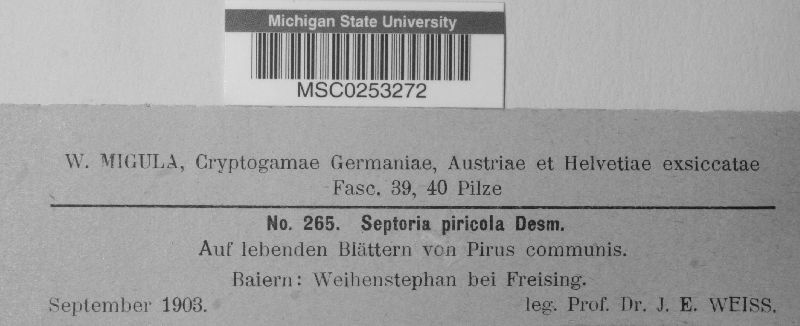 Michigan State University
MSC0253272
W. MIGULA, Cryptogamae Germaniae, Austriae et Helvetiae exsiccatae
Fasc. 39, 40 Pilze
No. 265. Septoria piricola Desm.
Auf lebenden Blättern von Pirus communis.
Baiern: Weihenstephan bei Freising.
September 1903. leg. Prof. Dr. J. E. WEISS.